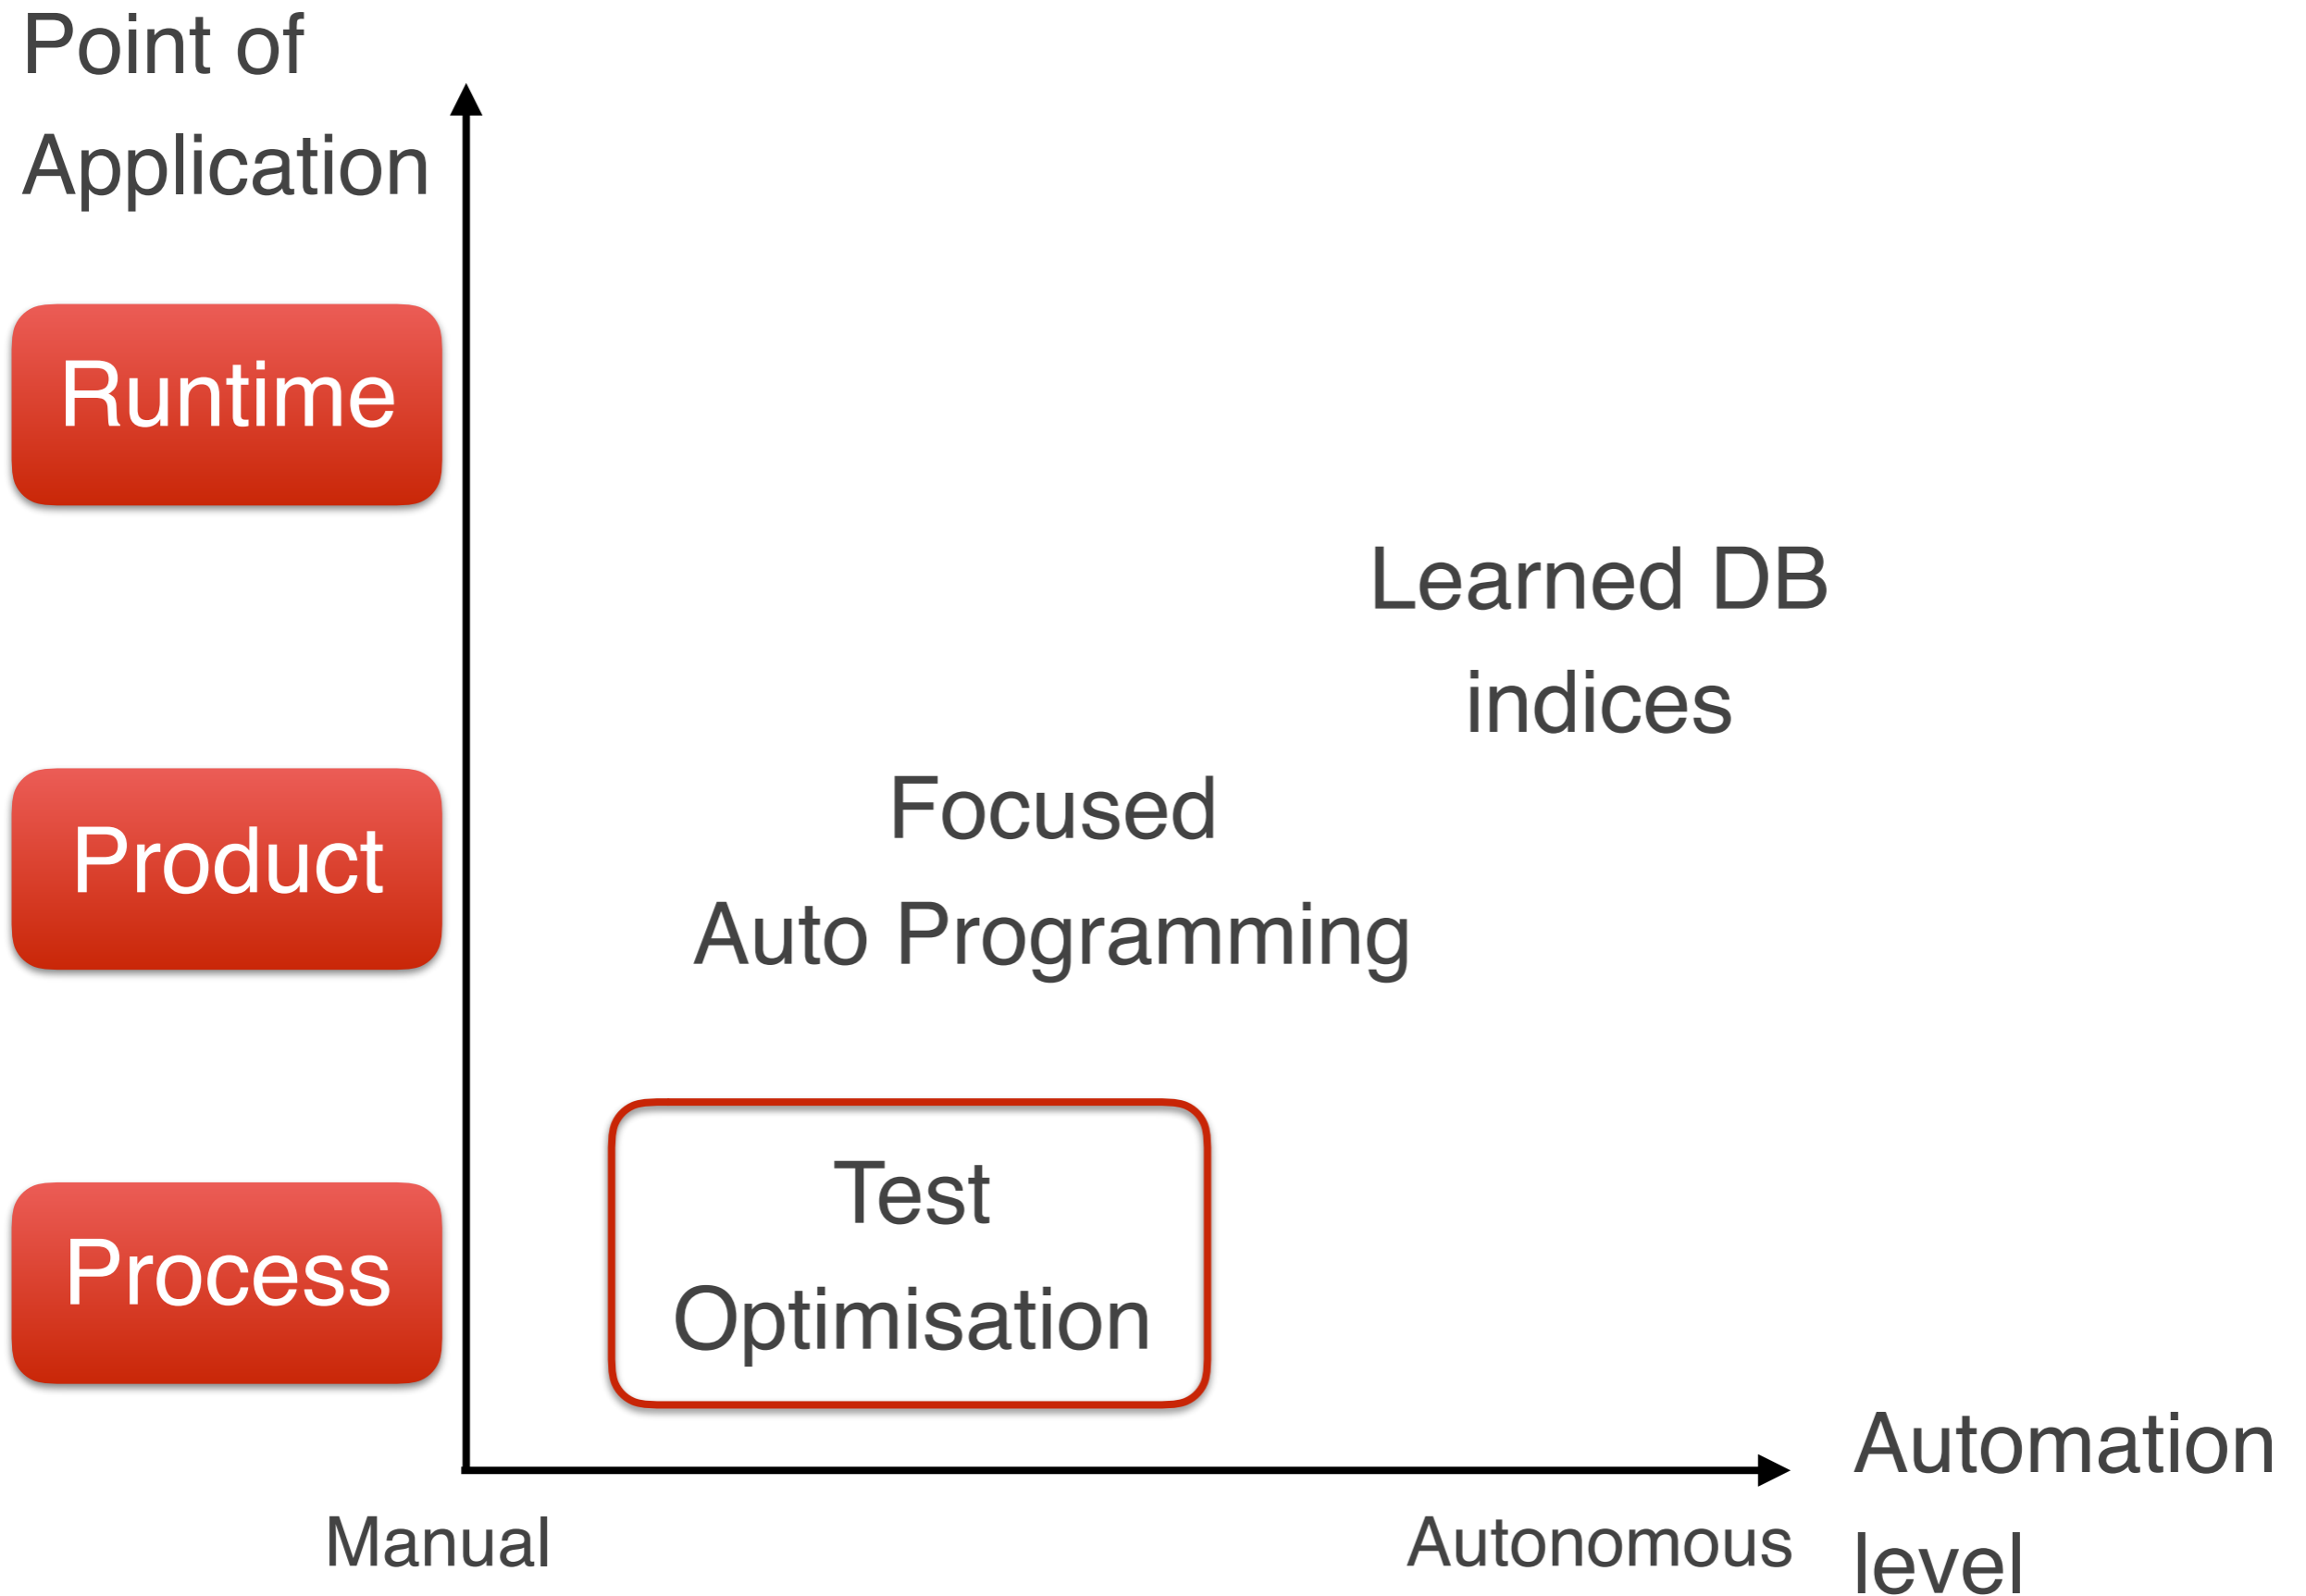 Point of
Application
Runtime
Learned DB
indices
Product
Focused
Auto Programming
Process
Test
Optimisation
Automation
level
Manual
Autonomous